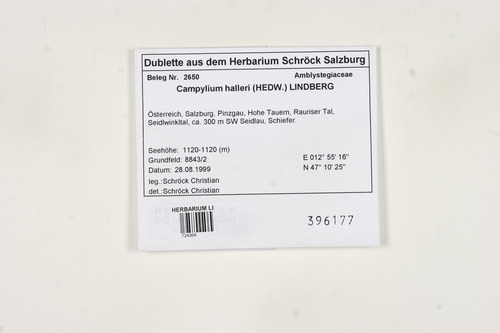 Dublette aus dem Herbarium Schröck Salzburg
Beleg Nr. 2650 Amblystegiaceae
Campylium halleri (HEDW.) LINDBERG
Österreich, Salzburg, Pinzgau, Hohe Tauern, Rauriser Tal,
Seidlwinkltal, ca. 300 m SW Seidlau, Schiefer.
Seehöhe: 1120-1120 (m)
Grundfeld: 8843/2 E 012° 55' 16"
Datum: 28.08.1999 N 47° 10' 25"
leg.:Schröck Christian
det.:Schröck Christian
HERBARIUM LI
724364
396177